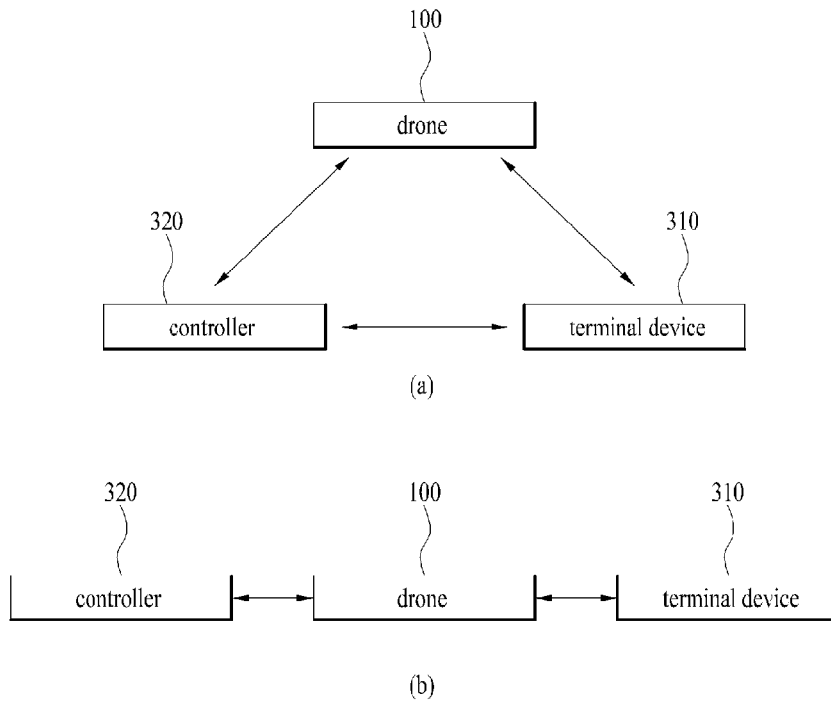 100
drone
320
310
controller
terminal device
(a)
320
100
310
controller
drone
terminal device
(b)